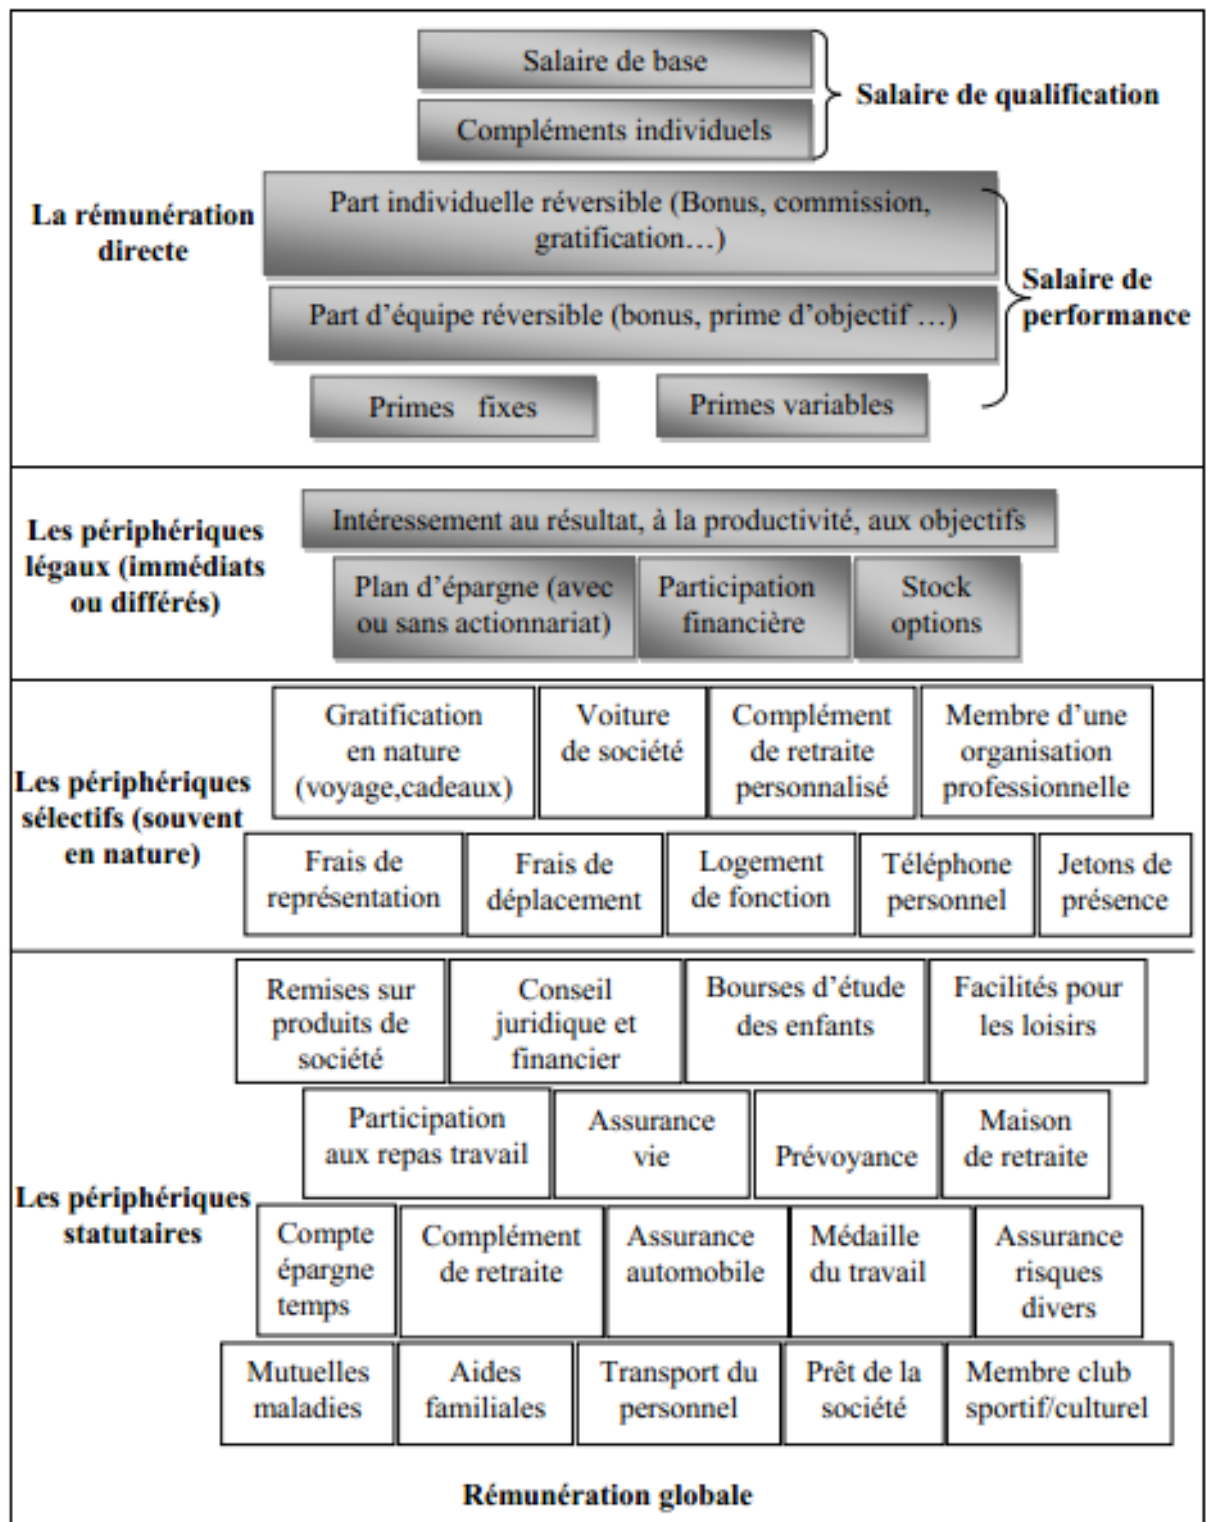 Salaire de base
Salaire de qualification
Compléments individuels
La rémunération
directe
Part individuelle réversible (Bonus, commission,
gratification…)
Part d'équipe réversible (bonus, prime d'objectif …)
Salaire de
performance
Primes fixes
Primes variables
Les périphériques
légaux (immédiats
ou différés)
Intéressement au résultat, à la productivité, aux objectifs
Plan d'épargne (avec
ou sans actionnariat)
Participation
financière
Stock
options
Les périphériques
sélectifs (souvent
en nature)
Gratification
en nature
(voyage,cadeaux)
Voiture
de société
Complément
de retraite
personnalisé
Membre d'une
organisation
professionnelle
Frais de
représentation
Frais de
déplacement
Logement
de fonction
Téléphone
personnel
Jetons de
présence
Les périphériques
statutaires
Remises sur
produits de
société
Conseil
juridique et
financier
Bourses d'étude
des enfants
Facilités pour
les loisirs
Participation
aux repas travail
Assurance
vie
Prévoyance
Maison
de retraite
Compte
épargne
temps
Complément
de retraite
Assurance
automobile
Médaille
du travail
Assurance
risques
divers
Mutuelles
maladies
Aides
familiales
Transport du
personnel
Prêt de la
société
Membre club
sportif/culturel
Rémunération globale